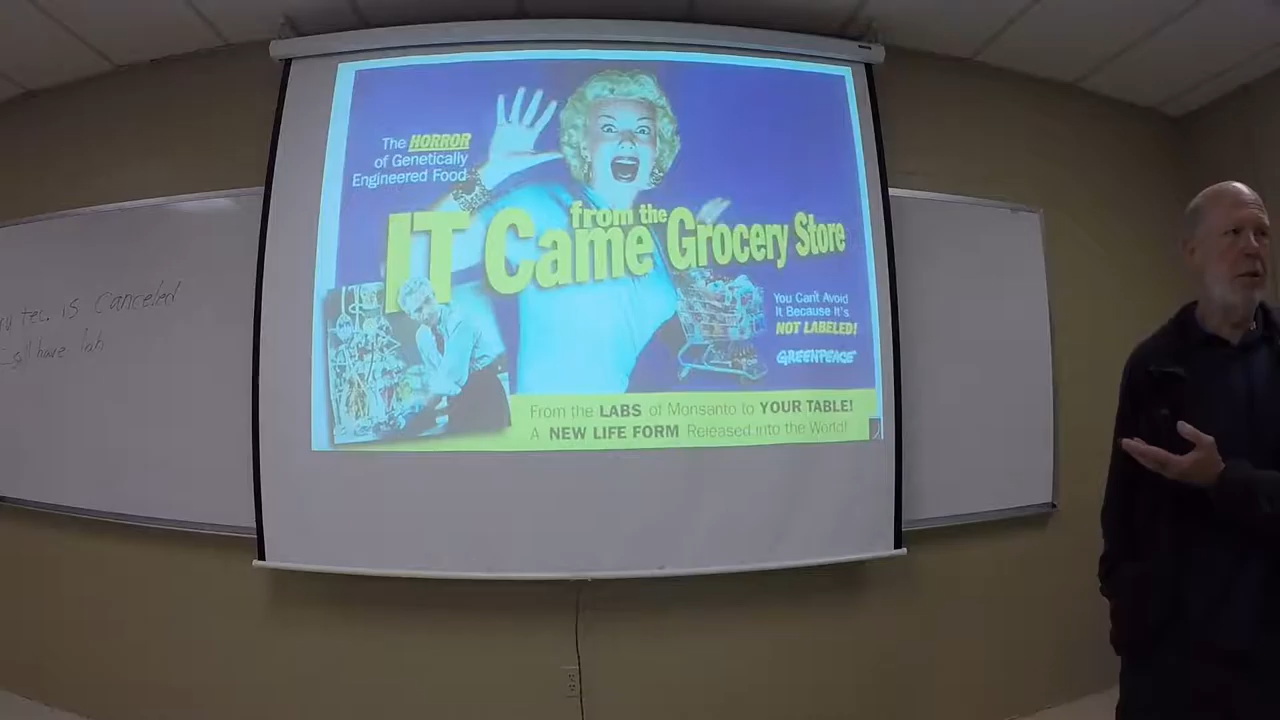 The HORROR
of Genetically
Engineered Food
IT Came from the Grocery Store
You Can't Avoid
It Because It's
NOT LABELED!
GREENPEACE
From the LABS of Monsanto to YOUR TABLE!
A NEW LIFE FORM Released into the World!
tec. is canceled
have lab